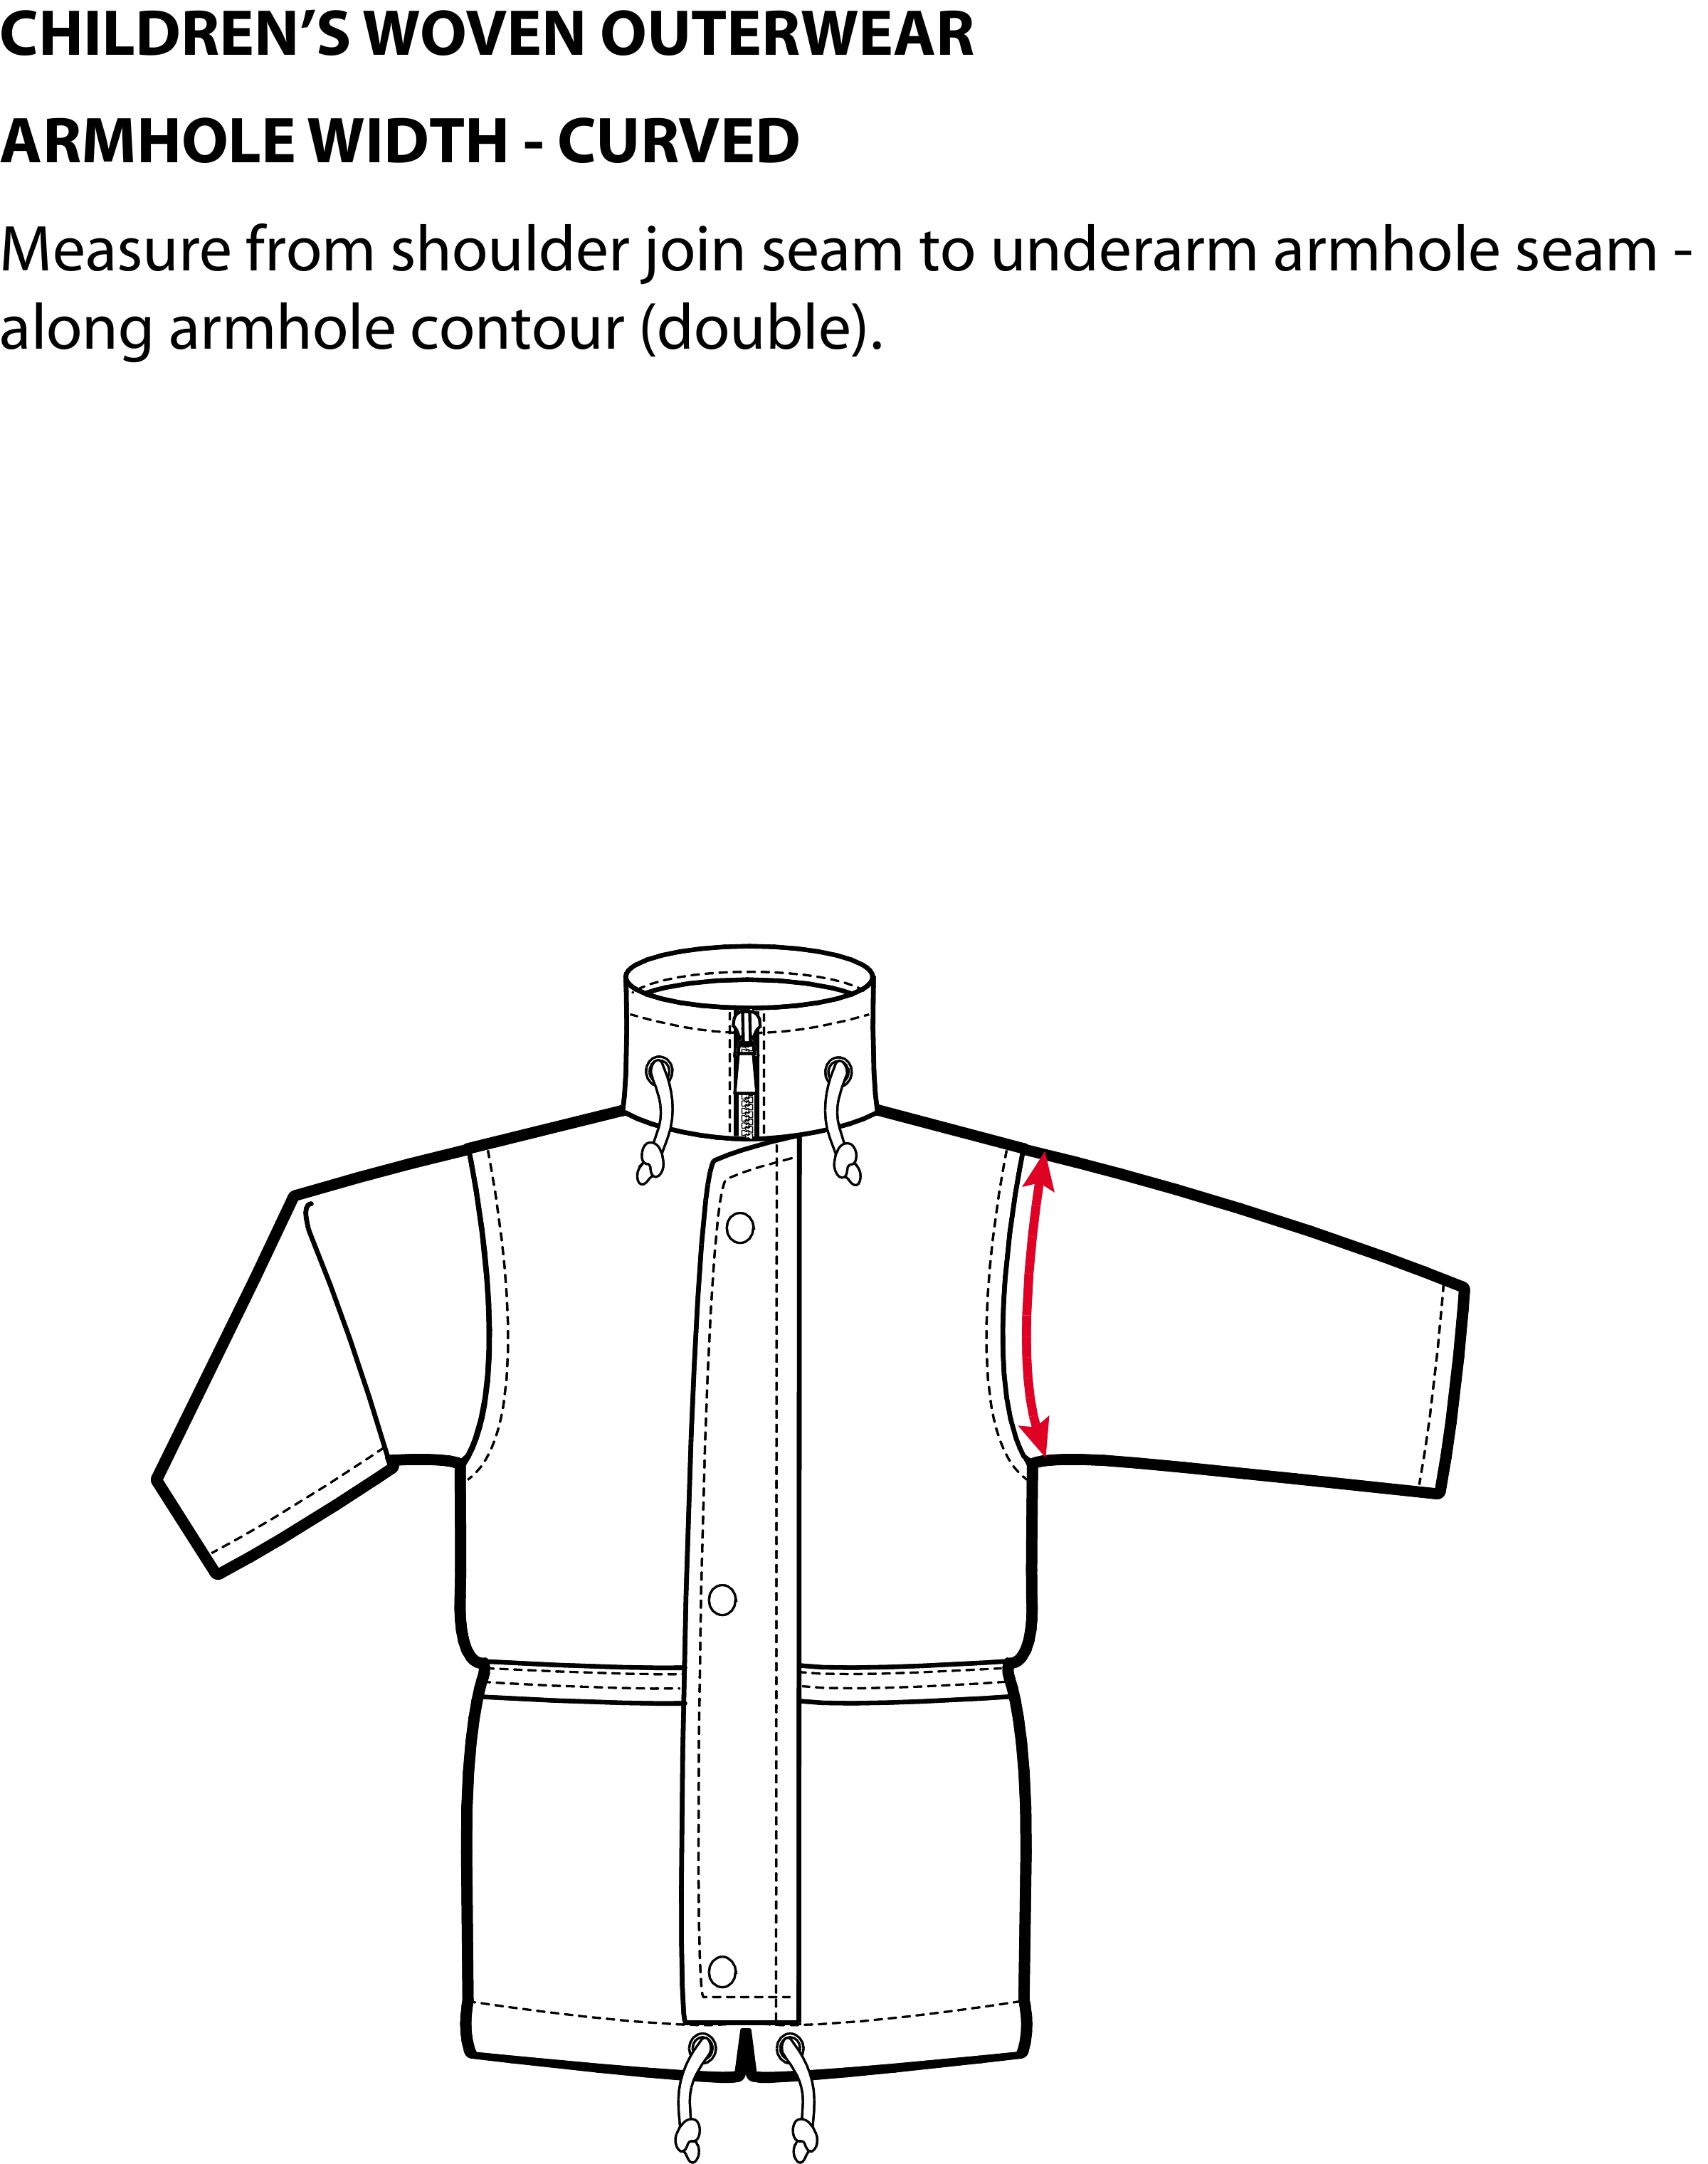 CHILDREN’S WOVEN OUTERWEAR
ARMHOLE WIDTH - CURVED
Measure from shoulder join seam to underarm armhole seam -
along armhole contour (double).